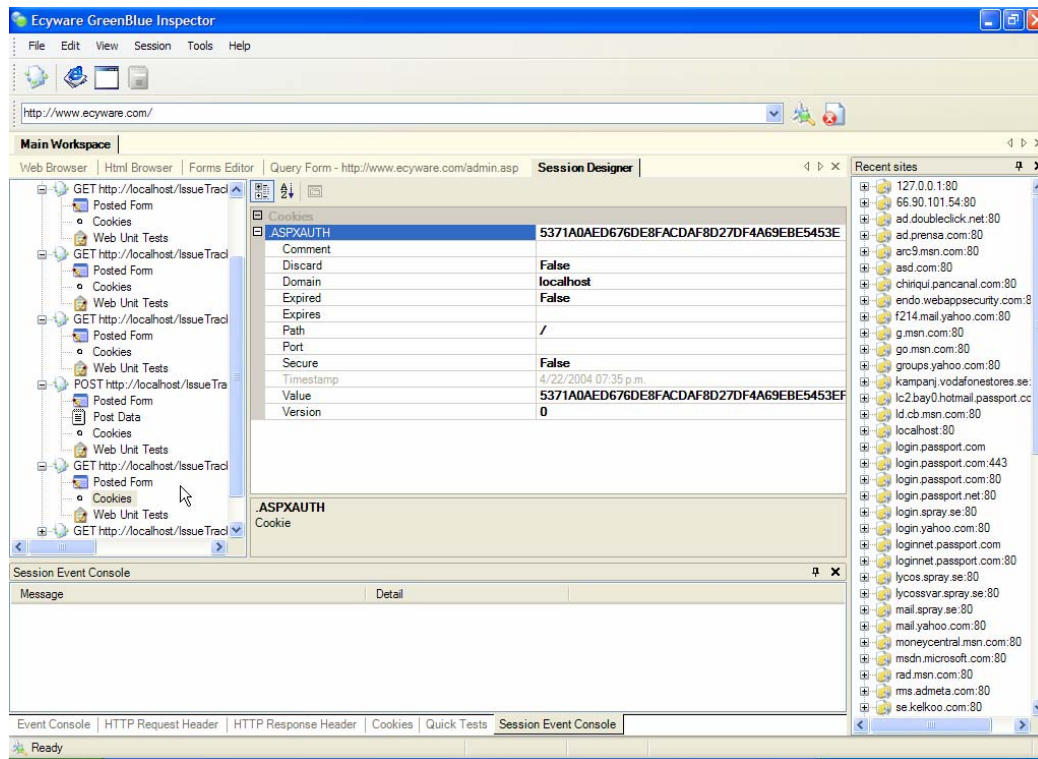 Ecyware GreenBlue Inspector
File Edit View Session Tools Help
http://www.ecyware.com/
Main Workspace
Web Browser Html Browser Forms Editor Query Form - http://www.ecyware.com/admin.asp Session Designer
GET http://localhost/IssueTracl
Posted Form
Cookies
Web Unit Tests
GET http://localhost/IssueTracl
Posted Form
Cookies
Web Unit Tests
GET http://localhost/IssueTracl
Posted Form
Cookies
Web Unit Tests
POST http://localhost/IssueTra
Posted Form
Post Data
Cookies
Web Unit Tests
GET http://localhost/IssueTracl
Posted Form
Cookies
Web Unit Tests
GET http://localhost/IssueTracl
Cookies
.ASPXAUTH 5371A0AED676DE8FACDAF8D27DF4A69EBE5453E
Comment
Discard False
Domain localhost
Expired False
Expires
Path /
Port
Secure False
Timestamp 4/22/2004 07:35 p.m.
Value 5371A0AED676DE8FACDAF8D27DF4A69EBE5453EF
Version 0
.ASPXAUTH
Cookie
Recent sites
127.0.0.1:80
66.90.101.54:80
ad.doubleclick.net:80
ad.prensa.com:80
arc9.msn.com:80
asd.com:80
chiriqui.pancanal.com:80
endo.webappsecurity.com:8
f214.mail.yahoo.com:80
g.msn.com:80
go.msn.com:80
groups.yahoo.com:80
kampanj.vodafonestores.se:
lc2.bay0.hotmail.passport.cc
ld.cb.msn.com:80
localhost:80
login.passport.com
login.passport.com:443
login.passport.com:80
login.passport.net:80
login.spray.se:80
login.yahoo.com:80
loginnet.passport.com
loginnet.passport.com:80
lycos.spray.se:80
lycossvar.spray.se:80
mail.spray.se:80
mail.yahoo.com:80
moneycentral.msn.com:80
msdn.microsoft.com:80
rad.msn.com:80
rms.admeta.com:80
se.kelkoo.com:80
Session Event Console
Message Detail
Event Console HTTP Request Header HTTP Response Header Cookies Quick Tests Session Event Console
Ready